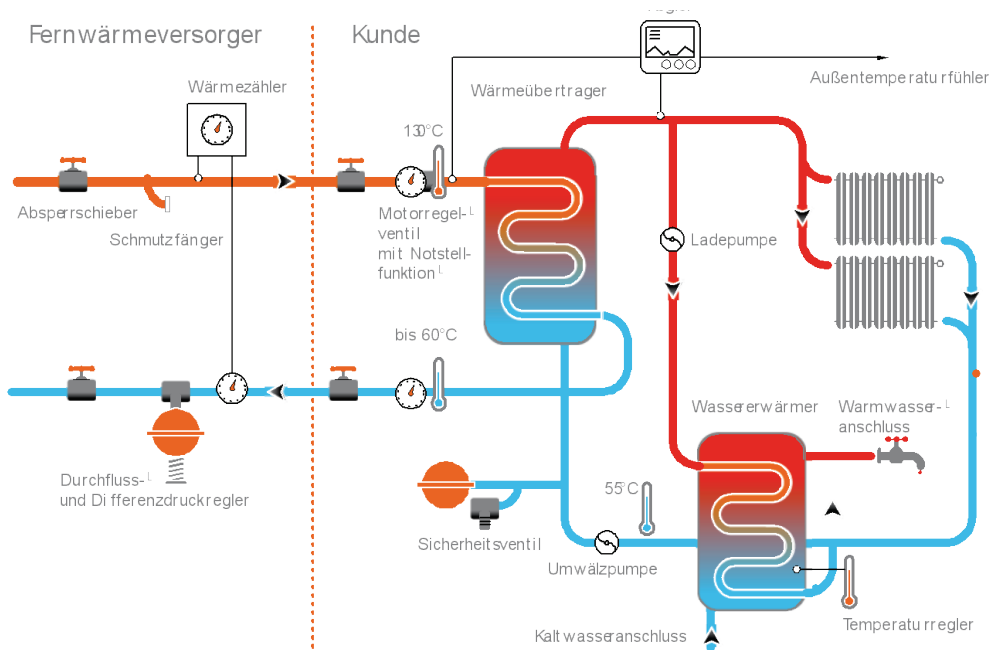 Fernwärmeversorger
Kunde
Wärmezähler
Wärmeübertrager
Außentemperaturfühler
130°C
Absperrschieber
Schmutzfänger
Motorregel-
ventil
mit Notstell-
funktion
Ladepumpe
bis 60°C
Wassererwärmer
Warmwasser-
anschluss
Durchfluss-
und Differenzdruckregler
55°C
Sicherheitsventil
Umwälzpumpe
Temperaturregler
Kaltwasseranschluss